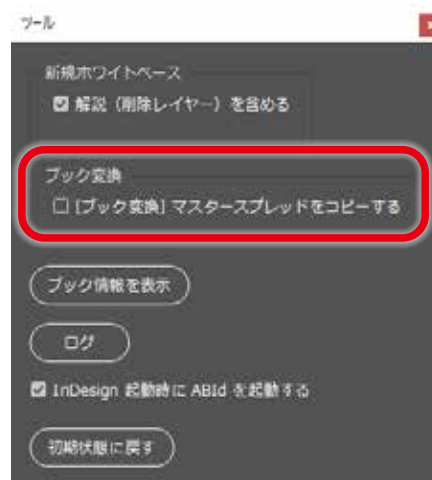 ツール
新規ホワイトベース
解説（削除レイヤー）を含める
ブック変換
[ブック変換] マスタースプレッドをコピーする
ブック情報を表示
ログ
InDesign 起動時に ABId を起動する
初期状態に戻す